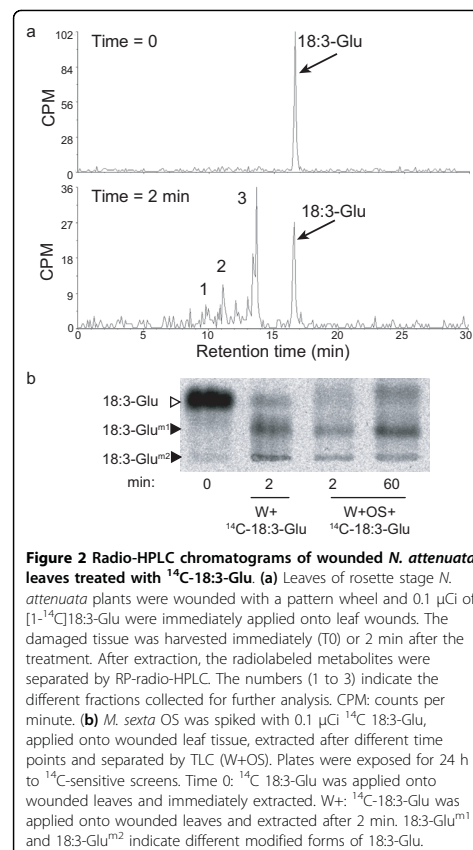 a
Time = 0
18:3-Glu
CPM
102
84
56
28
0
Time = 2 min
18:3-Glu
CPM
36
27
18
9
0
1
2
3
0 5 10 15 20 25 30
Retention time (min)
b
18:3-Glu
18:3-Glu^m1
18:3-Glu^m2
min: 0 2 2 60
W+ W+OS+
¹⁴C-18:3-Glu ¹⁴C-18:3-Glu
Figure 2 Radio-HPLC chromatograms of wounded N. attenuata
leaves treated with ¹⁴C-18:3-Glu. (a) Leaves of rosette stage N.
attenuata plants were wounded with a pattern wheel and 0.1 μCi of
[1-¹⁴C]18:3-Glu were immediately applied onto leaf wounds. The
damaged tissue was harvested immediately (T0) or 2 min after the
treatment. After extraction, the radiolabeled metabolites were
separated by RP-radio-HPLC. The numbers (1 to 3) indicate the
different fractions collected for further analysis. CPM: counts per
minute. (b) M. sexta OS was spiked with 0.1 μCi ¹⁴C 18:3-Glu,
applied onto wounded leaf tissue, extracted after different time
points and separated by TLC (W+OS). Plates were exposed for 24 h
to ¹⁴C-sensitive screens. Time 0: ¹⁴C 18:3-Glu was applied onto
wounded leaves and immediately extracted. W+: ¹⁴C-18:3-Glu was
applied onto wounded leaves and extracted after 2 min. 18:3-Glu^m1
and 18:3-Glu^m2 indicate different modified forms of 18:3-Glu.